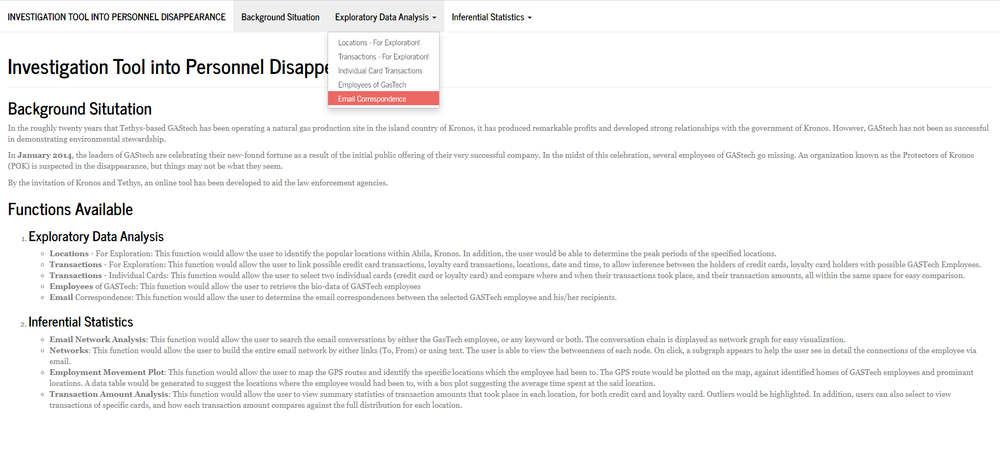 INVESTIGATION TOOL INTO PERSONNEL DISAPPEARANCE Background Situation Exploratory Data Analysis Inferential Statistics
Locations - For Exploration!
Transactions - For Exploration!
Individual Card Transactions
Employees of GasTech
Email Correspondence
Investigation Tool into Personnel Disappe
Background Situtation
In the roughly twenty years that Tethys-based GAStech has been operating a natural gas production site in the island country of Kronos, it has produced remarkable profits and developed strong relationships with the government of Kronos. However, GAStech has not been as successful
in demonstrating environmental stewardship.
In January 2014, the leaders of GAStech are celebrating their new-found fortune as a result of the initial public offering of their very successful company. In the midst of this celebration, several employees of GAStech go missing. An organization known as the Protectors of Kronos
(POK) is suspected in the disappearance, but things may not be what they seem.
By the invitation of Kronos and Tethys, an online tool has been developed to aid the law enforcement agencies.
Functions Available
1. Exploratory Data Analysis
Locations - For Exploration: This function would allow the user to identify the popular locations within Abila, Kronos. In addition, the user would be able to determine the peak periods of the specified locations.
Transactions - For Exploration: This function would allow the user to link possible credit card transactions, loyalty card transactions, locations, date and time, to allow inference between the holders of credit cards, loyalty card holders with possible GASTech Employees.
Transactions - Individual Cards: This function would allow the user to select two individual cards (credit card or loyalty card) and compare where and when their transactions took place, and their transaction amounts, all within the same space for easy comparison.
Employees of GASTech: This function would allow the user to retrieve the bio-data of GASTech employees
Email Correspondence: This function would allow the user to determine the email correspondences between the selected GASTech employee and his/her recipients.
2. Inferential Statistics
Email Network Analysis: This function would allow the user to search the email conversations by either the GasTech employee, or any keyword or both. The conversation chain is displayed as network graph for easy visualization.
Networks: This function would allow the user to build the entire email network by either links (To, From) or using text. The user is able to view the betweenness of each node. On click, a subgraph appears to help the user see in detail the connections of the employee via
email.
Employment Movement Plot: This function would allow the user to map the GPS routes and identify the specific locations which the employee had been to. The GPS route would be plotted on the map, against identified homes of GASTech employees and prominant
locations. A data table would be generated to suggest the locations where the employee would had been to, with a box plot suggesting the average time spent at the said location.
Transaction Amount Analysis: This function would allow the user to view summary statistics of transaction amounts that took place in each location, for both credit card and loyalty card. Outliers would be highlighted. In addition, users can also select to view
transactions of specific cards, and how each transaction amount compares against the full distribution for each location.